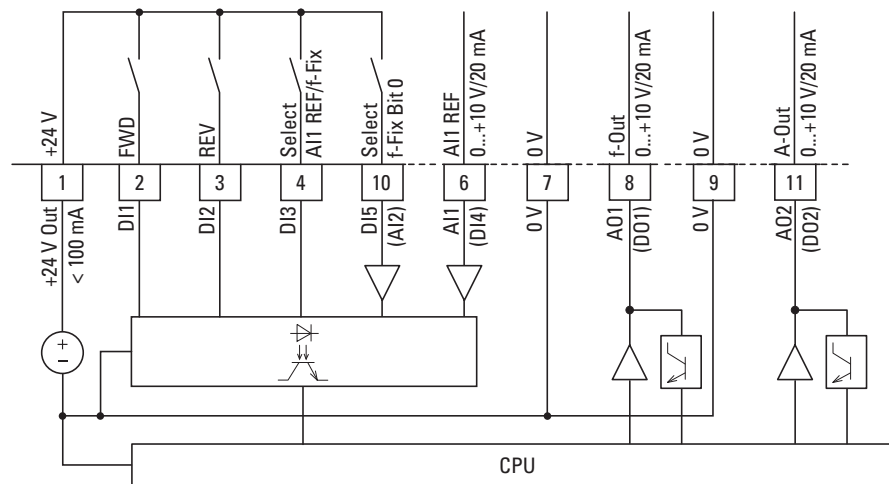 +24 V
FWD
REV
Select
AI1 REF/f-Fix
Select
f-Fix Bit 0
AI1 REF
0...+10 V/20 mA
0 V
f-Out
0...+10 V/20 mA
0 V
A-Out
0...+10 V/20 mA
1
2
3
4
10
6
7
8
9
11
+24 V Out
< 100 mA
DI1
DI2
DI3
DI5
(AI2)
AI1
(DI4)
0 V
AO1
(DO1)
0 V
AO2
(DO2)
+
–
CPU